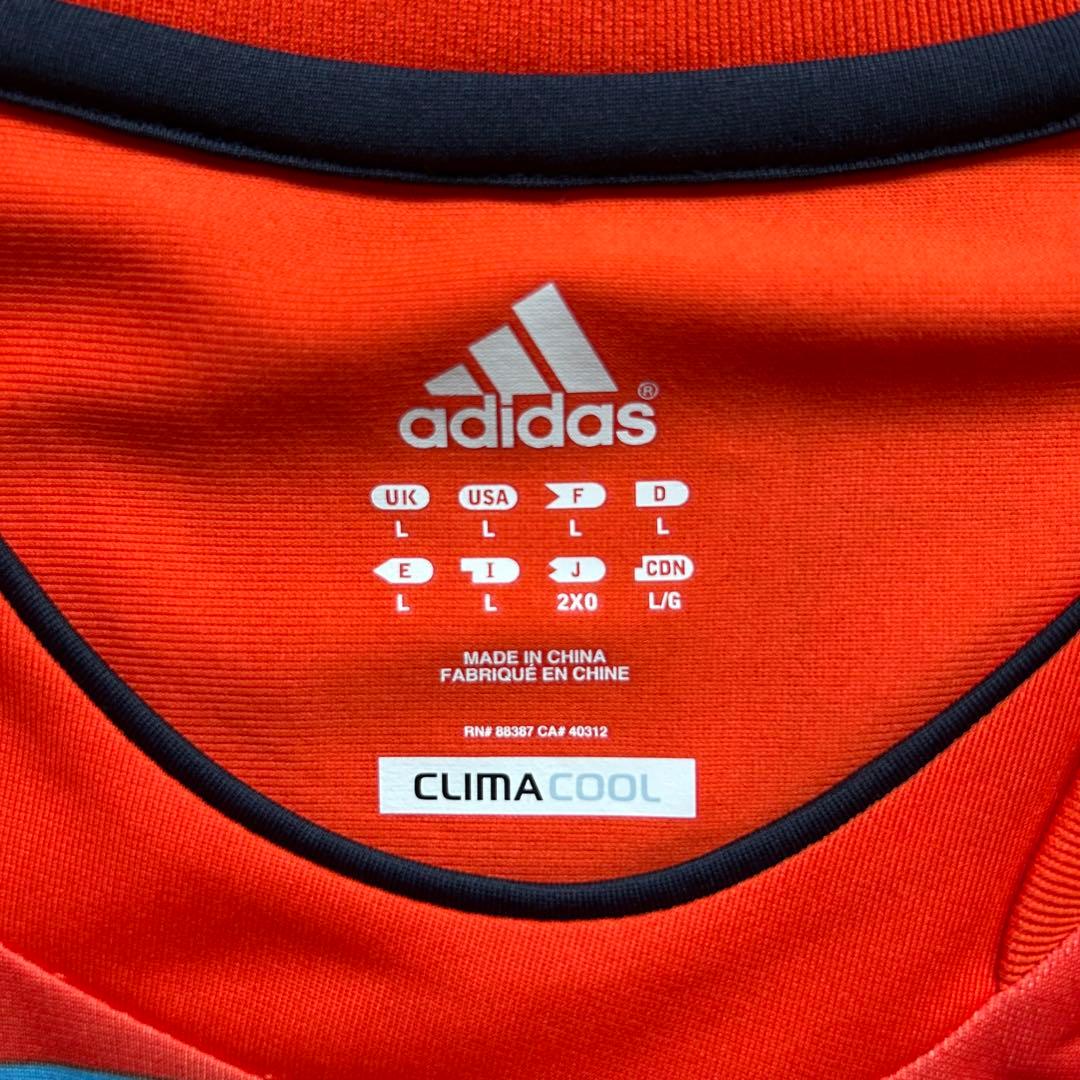 adidas®
UK USA F D
L L L L
E I J CDN
L L 2XO L/G
MADE IN CHINA
FABRIQUÉ EN CHINE
RN# 88387 CA# 40312
CLIMACOOL